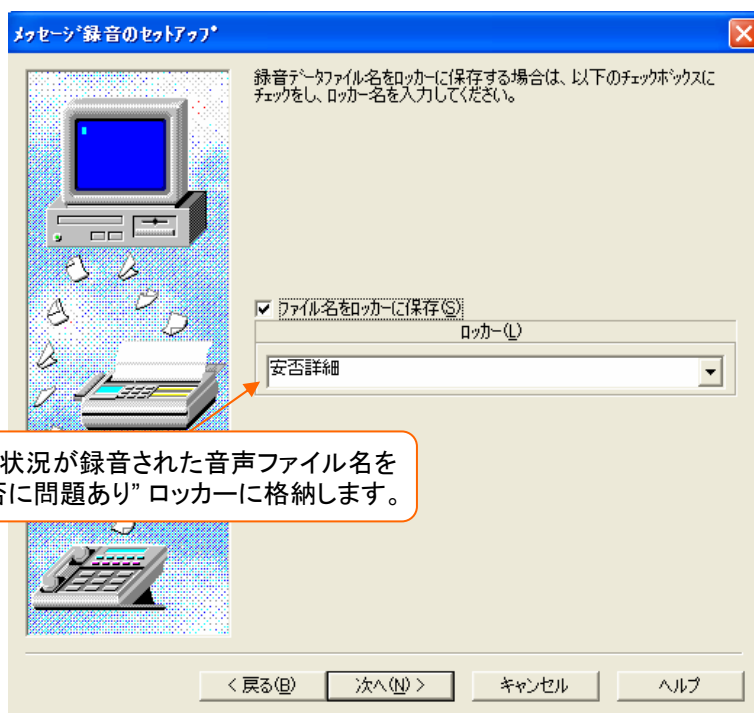 メッセージ録音のセットアップ
録音データファイル名をロッカーに保存する場合は、以下のチェックボックスに
チェックをし、ロッカー名を入力してください。
ファイル名をロッカーに保存(S)
ロッカー(L)
安否詳細
状況が録音された音声ファイル名を
に問題あり” ロッカーに格納します。
< 戻る(B)
次へ(N) >
キャンセル
ヘルプ